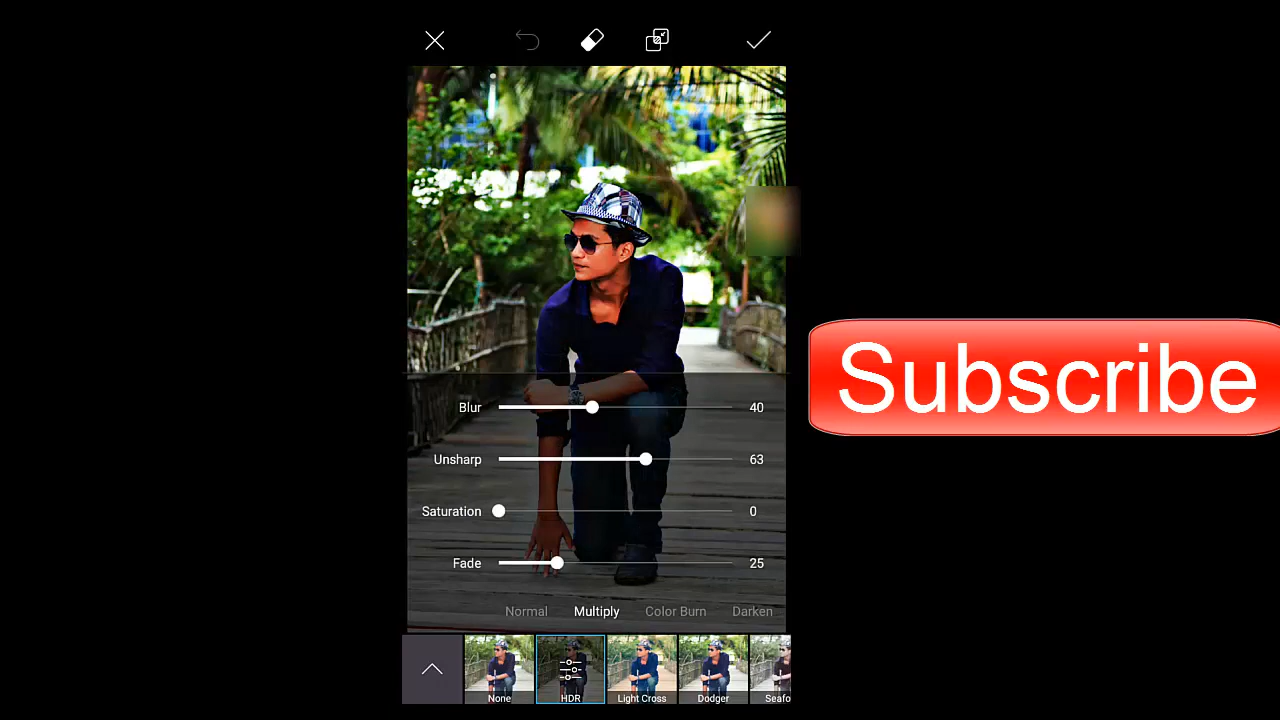 Subscribe
Blur 40
Unsharp 63
Saturation 0
Fade 25
Normal Multiply Color Burn Darken
None HDR Light Cross Dodger Seafo